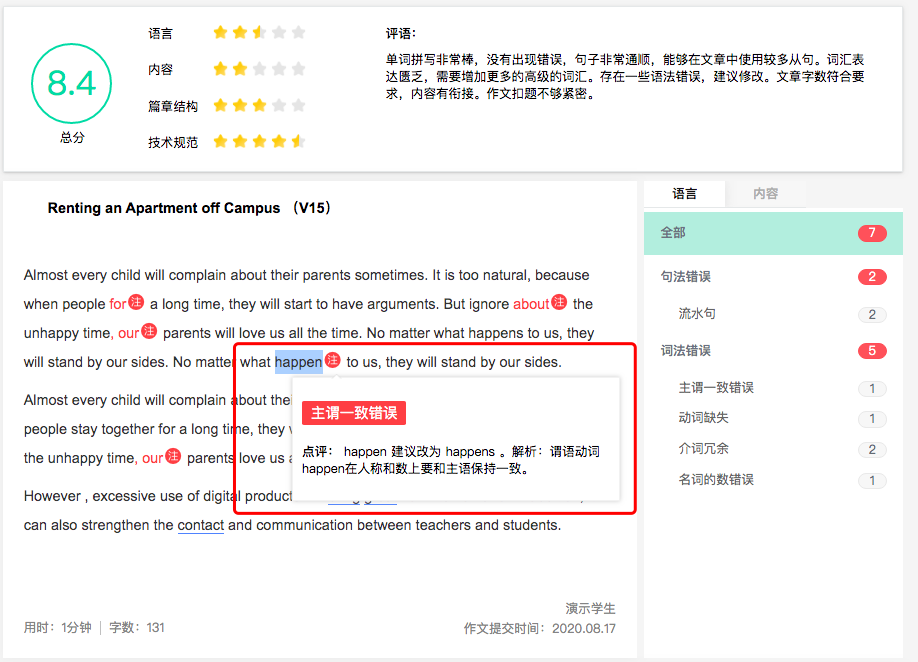 8.4
总分
语言
内容
篇章结构
技术规范
评语：
单词拼写非常棒，没有出现错误，句子非常通顺，能够在文章中使用较多从句。词汇表
达匮乏，需要增加更多的高级的词汇。存在一些语法错误，建议修改。文章字数符合要
求，内容有衔接。作文扣题不够紧密。
Renting an Apartment off Campus （V15）
Almost every child will complain about their parents sometimes. It is too natural, because
when people for注 a long time, they will start to have arguments. But ignore about注 the
unhappy time, our注 parents will love us all the time. No matter what happens to us, they
will stand by our sides. No matter what happen注 to us, they will stand by our sides.
主谓一致错误
点评： happen 建议改为 happens 。解析：谓语动词
happen在人称和数上要和主语保持一致。
Almost every child will complain about thei
people stay together for a long time, they
the unhappy time, our注 parents love us
However , excessive use of digital product
can also strengthen the contact and communication between teachers and students.
用时：1分钟 | 字数：131
演示学生
作文提交时间：2020.08.17
语言
内容
全部 7
句法错误 2
流水句 2
词法错误 5
主谓一致错误 1
动词缺失 1
介词冗余 2
名词的数错误 1